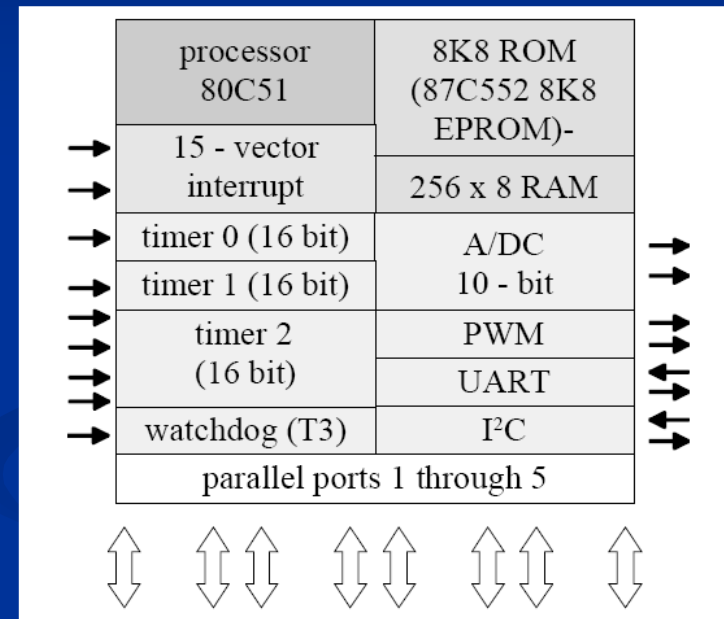 processor
80C51
8K8 ROM
(87C552 8K8
EPROM)-
15 - vector
interrupt
256 x 8 RAM
timer 0 (16 bit)
timer 1 (16 bit)
A/DC
10 - bit
timer 2
(16 bit)
PWM
UART
watchdog (T3)
I²C
parallel ports 1 through 5